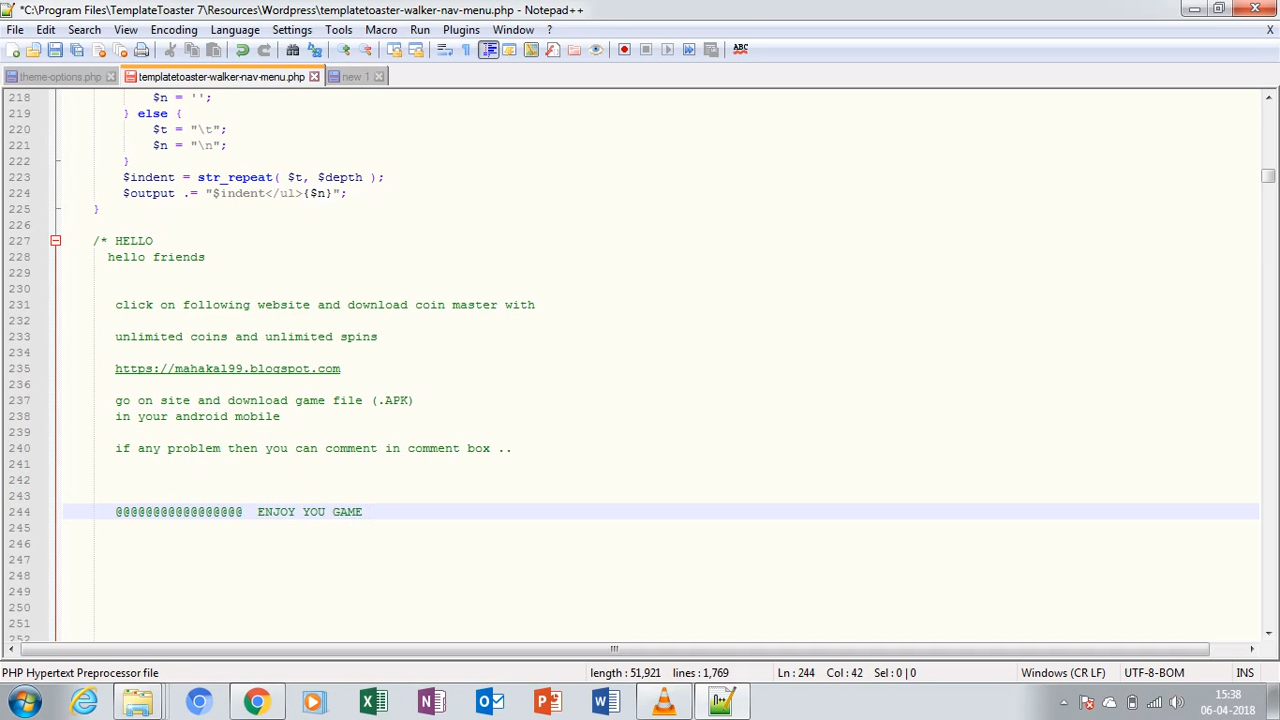 *C:\Program Files\TemplateToaster 7\Resources\Wordpress\templatetoaster-walker-nav-menu.php - Notepad++
File Edit Search View Encoding Language Settings Tools Macro Run Plugins Window ? X
ABC
theme-options.php templatetoaster-walker-nav-menu.php new 1
218 $n = '';
219 } else {
220 $t = "\t";
221 $n = "\n";
222 }
223 $indent = str_repeat( $t, $depth );
224 $output .= "$indent</ul>{$n}";
225 }
226
227 /* HELLO
228 hello friends
229
230
231 click on following website and download coin master with
232
233 unlimited coins and unlimited spins
234
235 https://mahakal99.blogspot.com
236
237 go on site and download game file (.APK)
238 in your android mobile
239
240 if any problem then you can comment in comment box ..
241
242
243
244 @@@@@@@@@@@@@@@@@ ENJOY YOU GAME
245
246
247
248
249
250
251
252
PHP Hypertext Preprocessor file length : 51,921 lines : 1,769 Ln : 244 Col : 42 Sel : 0 | 0 Windows (CR LF) UTF-8-BOM INS
15:38
06-04-2018